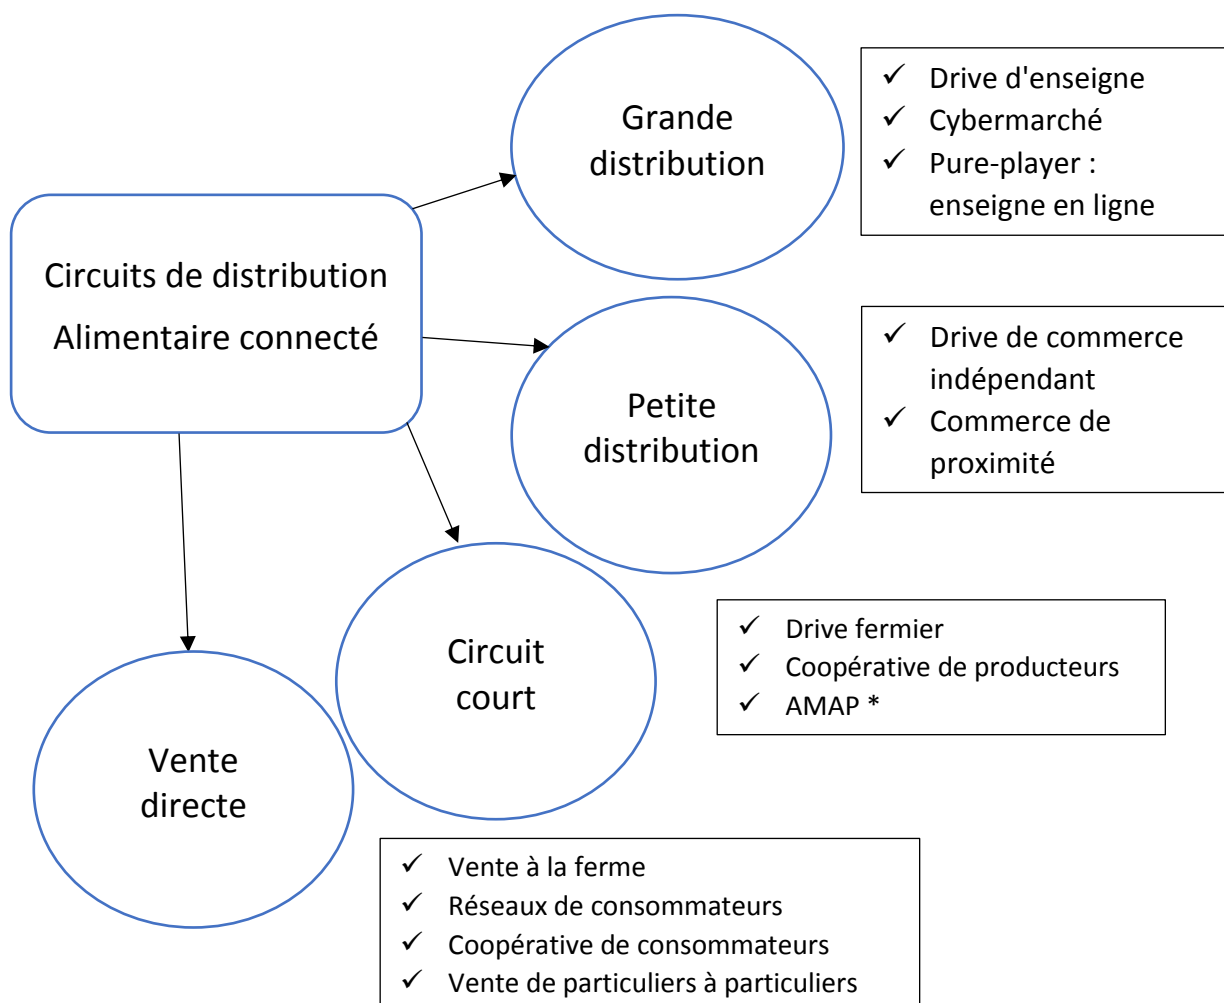 Circuits de distribution
Alimentaire connecté
Grande
distribution
✓ Drive d'enseigne
✓ Cybermarché
✓ Pure-player :
enseigne en ligne
Petite
distribution
✓ Drive de commerce
indépendant
✓ Commerce de
proximité
Circuit
court
✓ Drive fermier
✓ Coopérative de producteurs
✓ AMAP *
Vente
directe
✓ Vente à la ferme
✓ Réseaux de consommateurs
✓ Coopérative de consommateurs
✓ Vente de particuliers à particuliers